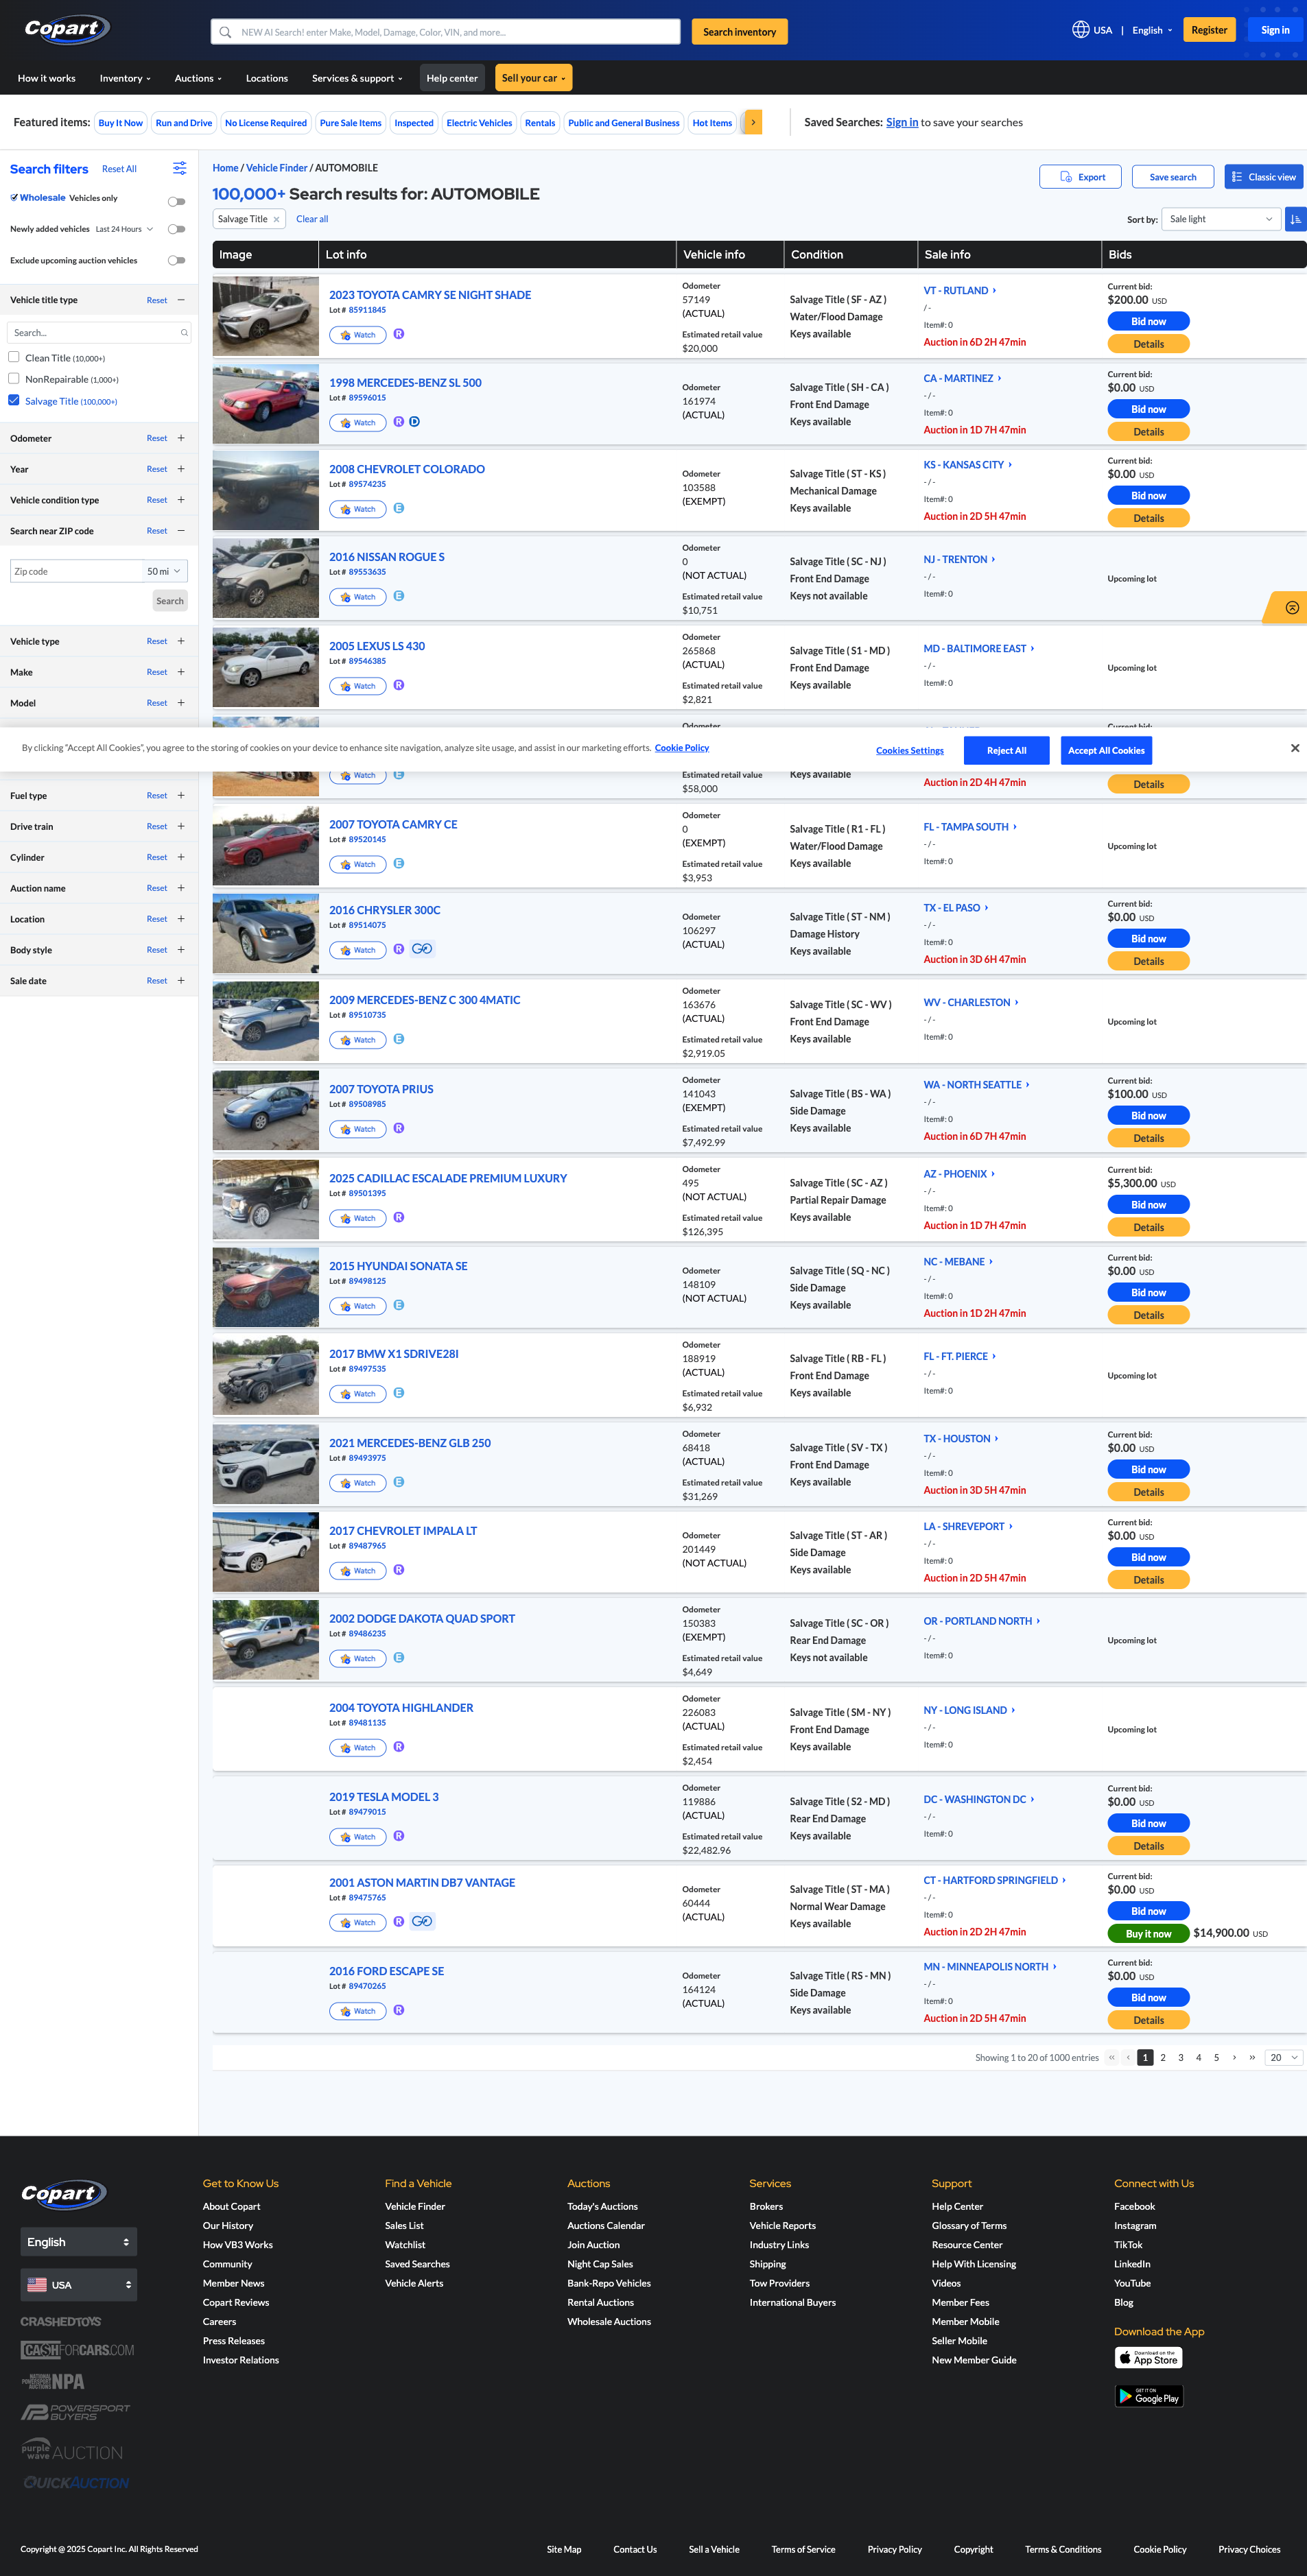 Copart
NEW AI Search! enter Make, Model, Damage, Color, VIN, and more...
Search inventory
USA | English
Register
Sign in
How it works
Inventory
Auctions
Locations
Services & support
Help center
Sell your car
Featured items:
Buy It Now
Run and Drive
No License Required
Pure Sale Items
Inspected
Electric Vehicles
Rentals
Public and General Business
Hot Items
Saved Searches: Sign in to save your searches
Search filters
Reset All
Wholesale Vehicles only
Newly added vehicles Last 24 Hours
Exclude upcoming auction vehicles
Vehicle title type Reset
Search...
Clean Title (10,000+)
NonRepairable (1,000+)
Salvage Title (100,000+)
Odometer Reset
Year Reset
Vehicle condition type Reset
Search near ZIP code Reset
Zip code 50 mi
Search
Vehicle type Reset
Make Reset
Model Reset
Fuel type Reset
Drive train Reset
Cylinder Reset
Auction name Reset
Location Reset
Body style Reset
Sale date Reset
Home / Vehicle Finder / AUTOMOBILE
100,000+ Search results for: AUTOMOBILE
Export
Save search
Classic view
Salvage Title × Clear all
Sort by: Sale light
Image Lot info Vehicle info Condition Sale info Bids
2023 TOYOTA CAMRY SE NIGHT SHADE
Lot # 85911845
Watch R
Odometer
57149
(ACTUAL)
Estimated retail value
$20,000
Salvage Title ( SF - AZ )
Water/Flood Damage
Keys available
VT - RUTLAND
/ -
Item#: 0
Auction in 6D 2H 47min
Current bid:
$200.00 USD
Bid now
Details
1998 MERCEDES-BENZ SL 500
Lot # 89596015
Watch R D
Odometer
161974
(ACTUAL)
Salvage Title ( SH - CA )
Front End Damage
Keys available
CA - MARTINEZ
- / -
Item#: 0
Auction in 1D 7H 47min
Current bid:
$0.00 USD
Bid now
Details
2008 CHEVROLET COLORADO
Lot # 89574235
Watch E
Odometer
103588
(EXEMPT)
Salvage Title ( ST - KS )
Mechanical Damage
Keys available
KS - KANSAS CITY
- / -
Item#: 0
Auction in 2D 5H 47min
Current bid:
$0.00 USD
Bid now
Details
2016 NISSAN ROGUE S
Lot # 89553635
Watch E
Odometer
0
(NOT ACTUAL)
Estimated retail value
$10,751
Salvage Title ( SC - NJ )
Front End Damage
Keys not available
NJ - TRENTON
- / -
Item#: 0
Upcoming lot
2005 LEXUS LS 430
Lot # 89546385
Watch R
Odometer
265868
(ACTUAL)
Estimated retail value
$2,821
Salvage Title ( S1 - MD )
Front End Damage
Keys available
MD - BALTIMORE EAST
- / -
Item#: 0
Upcoming lot
Odometer
Current bid:
By clicking “Accept All Cookies”, you agree to the storing of cookies on your device to enhance site navigation, analyze site usage, and assist in our marketing efforts. Cookie Policy
Cookies Settings
Reject All
Accept All Cookies
Watch E
Estimated retail value
$58,000
Keys available
Auction in 2D 4H 47min
Details
2007 TOYOTA CAMRY CE
Lot # 89520145
Watch E
Odometer
0
(EXEMPT)
Estimated retail value
$3,953
Salvage Title ( R1 - FL )
Water/Flood Damage
Keys available
FL - TAMPA SOUTH
- / -
Item#: 0
Upcoming lot
2016 CHRYSLER 300C
Lot # 89514075
Watch R GO
Odometer
106297
(ACTUAL)
Salvage Title ( ST - NM )
Damage History
Keys available
TX - EL PASO
- / -
Item#: 0
Auction in 3D 6H 47min
Current bid:
$0.00 USD
Bid now
Details
2009 MERCEDES-BENZ C 300 4MATIC
Lot # 89510735
Watch E
Odometer
163676
(ACTUAL)
Estimated retail value
$2,919.05
Salvage Title ( SC - WV )
Front End Damage
Keys available
WV - CHARLESTON
- / -
Item#: 0
Upcoming lot
2007 TOYOTA PRIUS
Lot # 89508985
Watch R
Odometer
141043
(EXEMPT)
Estimated retail value
$7,492.99
Salvage Title ( BS - WA )
Side Damage
Keys available
WA - NORTH SEATTLE
- / -
Item#: 0
Auction in 6D 7H 47min
Current bid:
$100.00 USD
Bid now
Details
2025 CADILLAC ESCALADE PREMIUM LUXURY
Lot # 89501395
Watch R
Odometer
495
(NOT ACTUAL)
Estimated retail value
$126,395
Salvage Title ( SC - AZ )
Partial Repair Damage
Keys available
AZ - PHOENIX
- / -
Item#: 0
Auction in 1D 7H 47min
Current bid:
$5,300.00 USD
Bid now
Details
2015 HYUNDAI SONATA SE
Lot # 89498125
Watch E
Odometer
148109
(NOT ACTUAL)
Salvage Title ( SQ - NC )
Side Damage
Keys available
NC - MEBANE
- / -
Item#: 0
Auction in 1D 2H 47min
Current bid:
$0.00 USD
Bid now
Details
2017 BMW X1 SDRIVE28I
Lot # 89497535
Watch E
Odometer
188919
(ACTUAL)
Estimated retail value
$6,932
Salvage Title ( RB - FL )
Front End Damage
Keys available
FL - FT. PIERCE
- / -
Item#: 0
Upcoming lot
2021 MERCEDES-BENZ GLB 250
Lot # 89493975
Watch E
Odometer
68418
(ACTUAL)
Estimated retail value
$31,269
Salvage Title ( SV - TX )
Front End Damage
Keys available
TX - HOUSTON
- / -
Item#: 0
Auction in 3D 5H 47min
Current bid:
$0.00 USD
Bid now
Details
2017 CHEVROLET IMPALA LT
Lot # 89487965
Watch R
Odometer
201449
(NOT ACTUAL)
Salvage Title ( ST - AR )
Side Damage
Keys available
LA - SHREVEPORT
- / -
Item#: 0
Auction in 2D 5H 47min
Current bid:
$0.00 USD
Bid now
Details
2002 DODGE DAKOTA QUAD SPORT
Lot # 89486235
Watch E
Odometer
150383
(EXEMPT)
Estimated retail value
$4,649
Salvage Title ( SC - OR )
Rear End Damage
Keys not available
OR - PORTLAND NORTH
- / -
Item#: 0
Upcoming lot
2004 TOYOTA HIGHLANDER
Lot # 89481135
Watch R
Odometer
226083
(ACTUAL)
Estimated retail value
$2,454
Salvage Title ( SM - NY )
Front End Damage
Keys available
NY - LONG ISLAND
- / -
Item#: 0
Upcoming lot
2019 TESLA MODEL 3
Lot # 89479015
Watch R
Odometer
119886
(ACTUAL)
Estimated retail value
$22,482.96
Salvage Title ( S2 - MD )
Rear End Damage
Keys available
DC - WASHINGTON DC
- / -
Item#: 0
Current bid:
$0.00 USD
Bid now
Details
2001 ASTON MARTIN DB7 VANTAGE
Lot # 89475765
Watch R GO
Odometer
60444
(ACTUAL)
Salvage Title ( ST - MA )
Normal Wear Damage
Keys available
CT - HARTFORD SPRINGFIELD
- / -
Item#: 0
Auction in 2D 2H 47min
Current bid:
$0.00 USD
Bid now
Buy it now $14,900.00 USD
2016 FORD ESCAPE SE
Lot # 89470265
Watch R
Odometer
164124
(ACTUAL)
Salvage Title ( RS - MN )
Side Damage
Keys available
MN - MINNEAPOLIS NORTH
- / -
Item#: 0
Auction in 2D 5H 47min
Current bid:
$0.00 USD
Bid now
Details
Showing 1 to 20 of 1000 entries
1 2 3 4 5
20
Copart
English
USA
CRASHEDTOYS
CASHFORCARS.COM
NATIONAL POWERSPORT AUCTIONS NPA
POWERSPORT BUYERS
purple wave AUCTION
QUICKAUCTION
Get to Know Us
About Copart
Our History
How VB3 Works
Community
Member News
Copart Reviews
Careers
Press Releases
Investor Relations
Find a Vehicle
Vehicle Finder
Sales List
Watchlist
Saved Searches
Vehicle Alerts
Auctions
Today's Auctions
Auctions Calendar
Join Auction
Night Cap Sales
Bank-Repo Vehicles
Rental Auctions
Wholesale Auctions
Services
Brokers
Vehicle Reports
Industry Links
Shipping
Tow Providers
International Buyers
Support
Help Center
Glossary of Terms
Resource Center
Help With Licensing
Videos
Member Fees
Member Mobile
Seller Mobile
New Member Guide
Connect with Us
Facebook
Instagram
TikTok
LinkedIn
YouTube
Blog
Download the App
Download on the App Store
GET IT ON Google Play
Copyright @ 2025 Copart Inc. All Rights Reserved
Site Map
Contact Us
Sell a Vehicle
Terms of Service
Privacy Policy
Copyright
Terms & Conditions
Cookie Policy
Privacy Choices